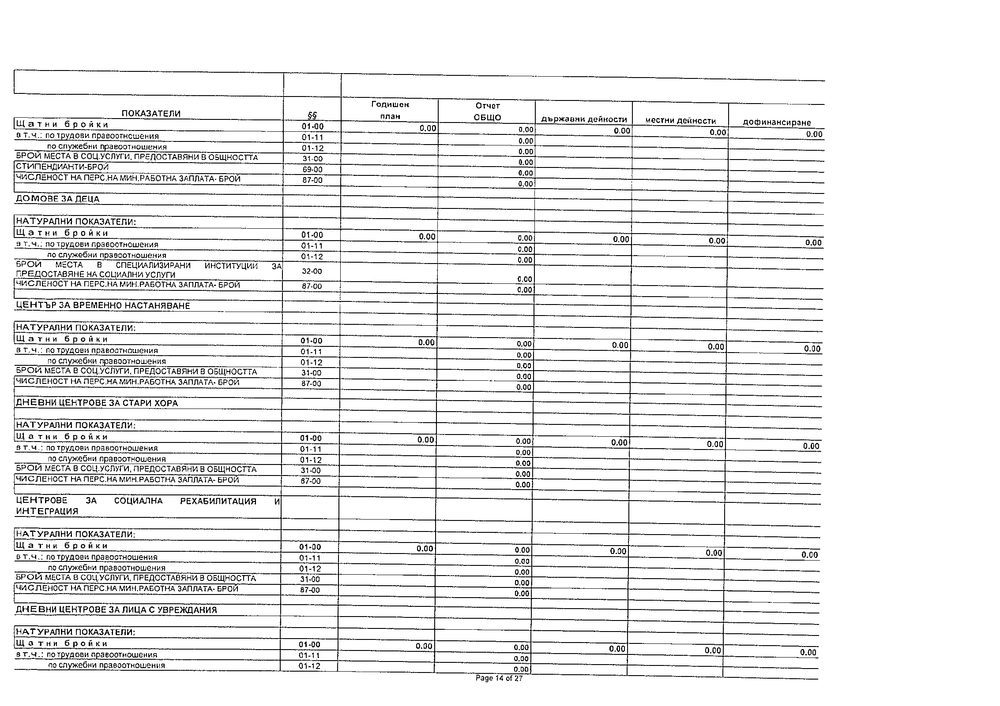 ПОКАЗАТЕЛИ §§ Годишен план Отчет ОБЩО държавни дейности местни дейности дофинансиране
Щатни бройки 01-00 0.00 0.00 0.00 0.00 0.00
в т.ч.: по трудови правоотношения 01-11 0.00
по служебни правоотношения 01-12 0.00
БРОЙ МЕСТА В СОЦ.УСЛУГИ, ПРЕДОСТАВЯНИ В ОБЩНОСТТА 31-00 0.00
СТИПЕНДИАНТИ-БРОЙ 69-00 0.00
ЧИСЛЕНОСТ НА ПЕРС.НА МИН.РАБОТНА ЗАПЛАТА- БРОЙ 87-00 0.00
ДОМОВЕ ЗА ДЕЦА
НАТУРАЛНИ ПОКАЗАТЕЛИ:
Щатни бройки 01-00 0.00 0.00 0.00 0.00 0.00
в т.ч.: по трудови правоотношения 01-11 0.00
по служебни правоотношения 01-12 0.00
БРОЙ МЕСТА В СПЕЦИАЛИЗИРАНИ ИНСТИТУЦИИ ЗА
ПРЕДОСТАВЯНЕ НА СОЦИАЛНИ УСЛУГИ 32-00 0.00
ЧИСЛЕНОСТ НА ПЕРС.НА МИН.РАБОТНА ЗАПЛАТА- БРОЙ 87-00 0.00
ЦЕНТЪР ЗА ВРЕМЕННО НАСТАНЯВАНЕ
НАТУРАЛНИ ПОКАЗАТЕЛИ:
Щатни бройки 01-00 0.00 0.00 0.00 0.00 0.00
в т.ч.: по трудови правоотношения 01-11 0.00
по служебни правоотношения 01-12 0.00
БРОЙ МЕСТА В СОЦ.УСЛУГИ, ПРЕДОСТАВЯНИ В ОБЩНОСТТА 31-00 0.00
ЧИСЛЕНОСТ НА ПЕРС.НА МИН.РАБОТНА ЗАПЛАТА- БРОЙ 87-00 0.00
ДНЕВНИ ЦЕНТРОВЕ ЗА СТАРИ ХОРА
НАТУРАЛНИ ПОКАЗАТЕЛИ:
Щатни бройки 01-00 0.00 0.00 0.00 0.00 0.00
в т.ч.: по трудови правоотношения 01-11 0.00
по служебни правоотношения 01-12 0.00
БРОЙ МЕСТА В СОЦ.УСЛУГИ, ПРЕДОСТАВЯНИ В ОБЩНОСТТА 31-00 0.00
ЧИСЛЕНОСТ НА ПЕРС.НА МИН.РАБОТНА ЗАПЛАТА- БРОЙ 87-00 0.00
ЦЕНТРОВЕ ЗА СОЦИАЛНА РЕХАБИЛИТАЦИЯ И
ИНТЕГРАЦИЯ
НАТУРАЛНИ ПОКАЗАТЕЛИ:
Щатни бройки 01-00 0.00 0.00 0.00 0.00 0.00
в т.ч.: по трудови правоотношения 01-11 0.00
по служебни правоотношения 01-12 0.00
БРОЙ МЕСТА В СОЦ.УСЛУГИ, ПРЕДОСТАВЯНИ В ОБЩНОСТТА 31-00 0.00
ЧИСЛЕНОСТ НА ПЕРС.НА МИН.РАБОТНА ЗАПЛАТА- БРОЙ 87-00 0.00
ДНЕВНИ ЦЕНТРОВЕ ЗА ЛИЦА С УВРЕЖДАНИЯ
НАТУРАЛНИ ПОКАЗАТЕЛИ:
Щатни бройки 01-00 0.00 0.00 0.00 0.00 0.00
в т.ч.: по трудови правоотношения 01-11 0.00
по служебни правоотношения 01-12 0.00
Page 14 of 27